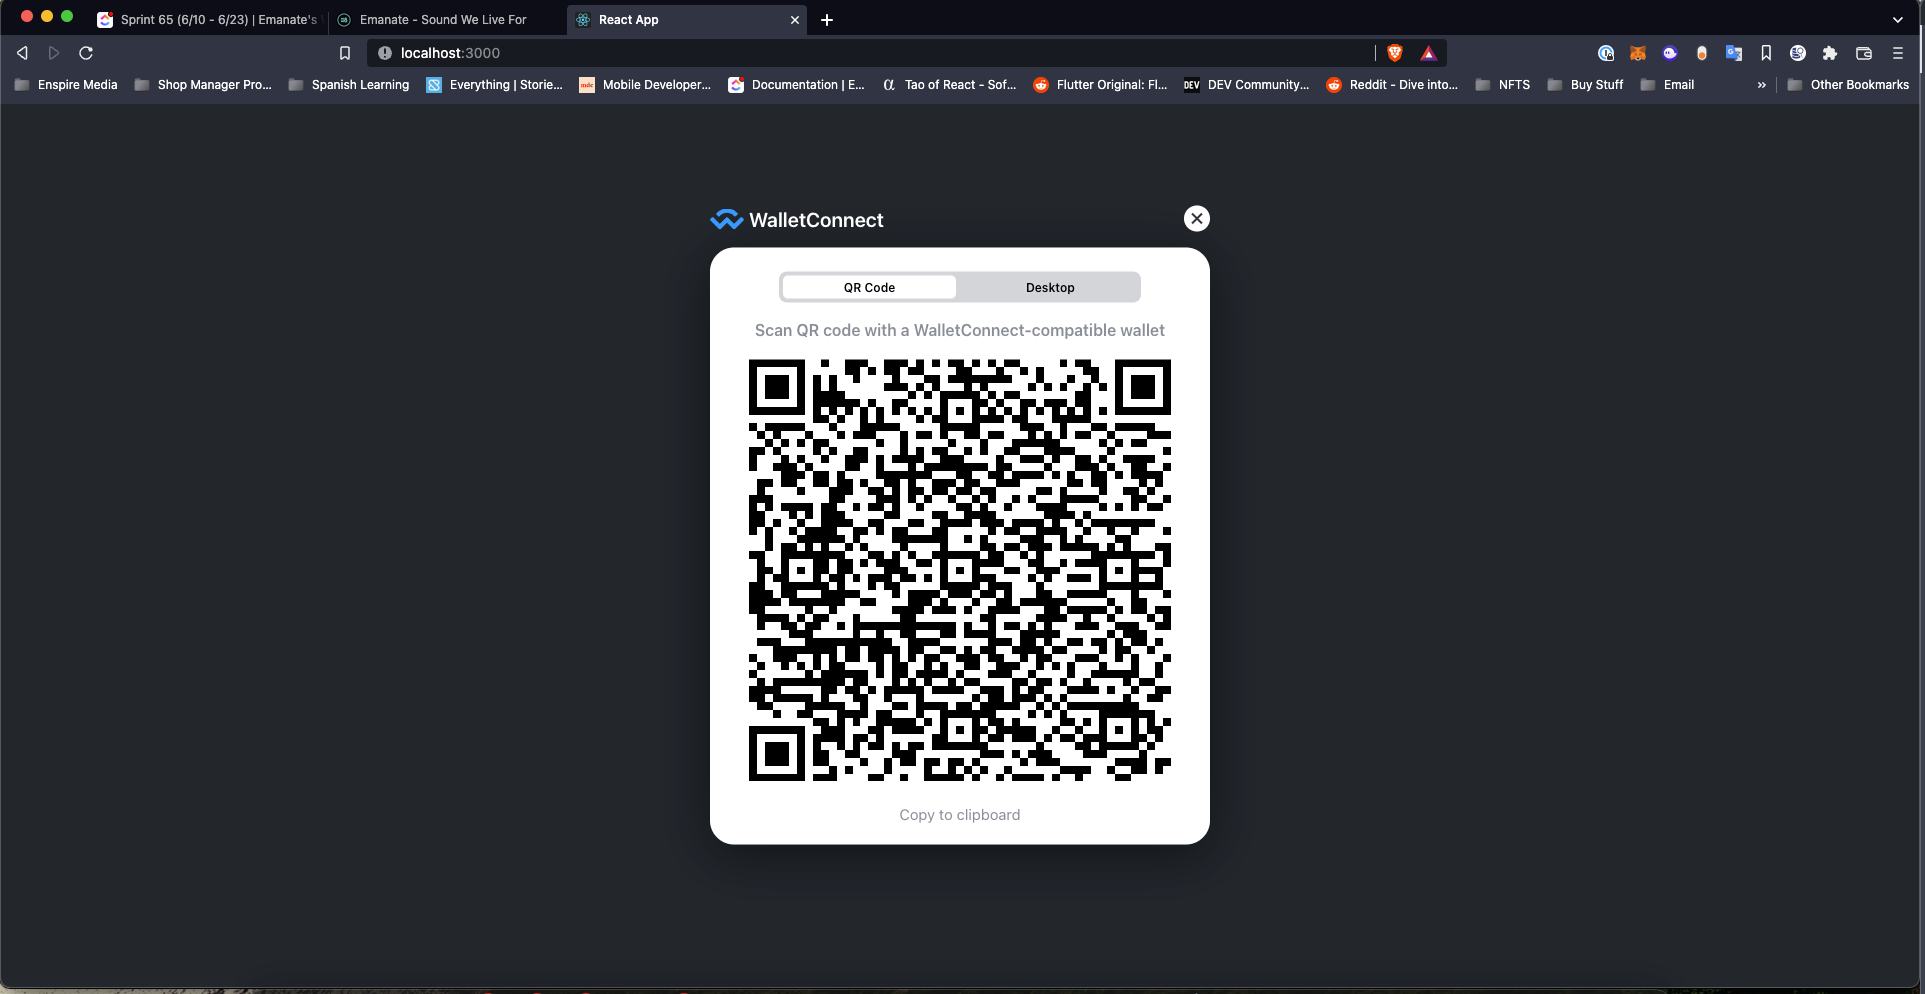 Sprint 65 (6/10 - 6/23) | Emanate's
Emanate - Sound We Live For
React App
localhost:3000
Enspire Media
Shop Manager Pro...
Spanish Learning
Everything | Storie...
mdc
Mobile Developer...
Documentation | E...
α
Tao of React - Sof...
Flutter Original: Fl...
DEV
DEV Community...
Reddit - Dive into...
NFTS
Buy Stuff
Email
»
Other Bookmarks
WalletConnect
QR Code
Desktop
Scan QR code with a WalletConnect-compatible wallet
Copy to clipboard